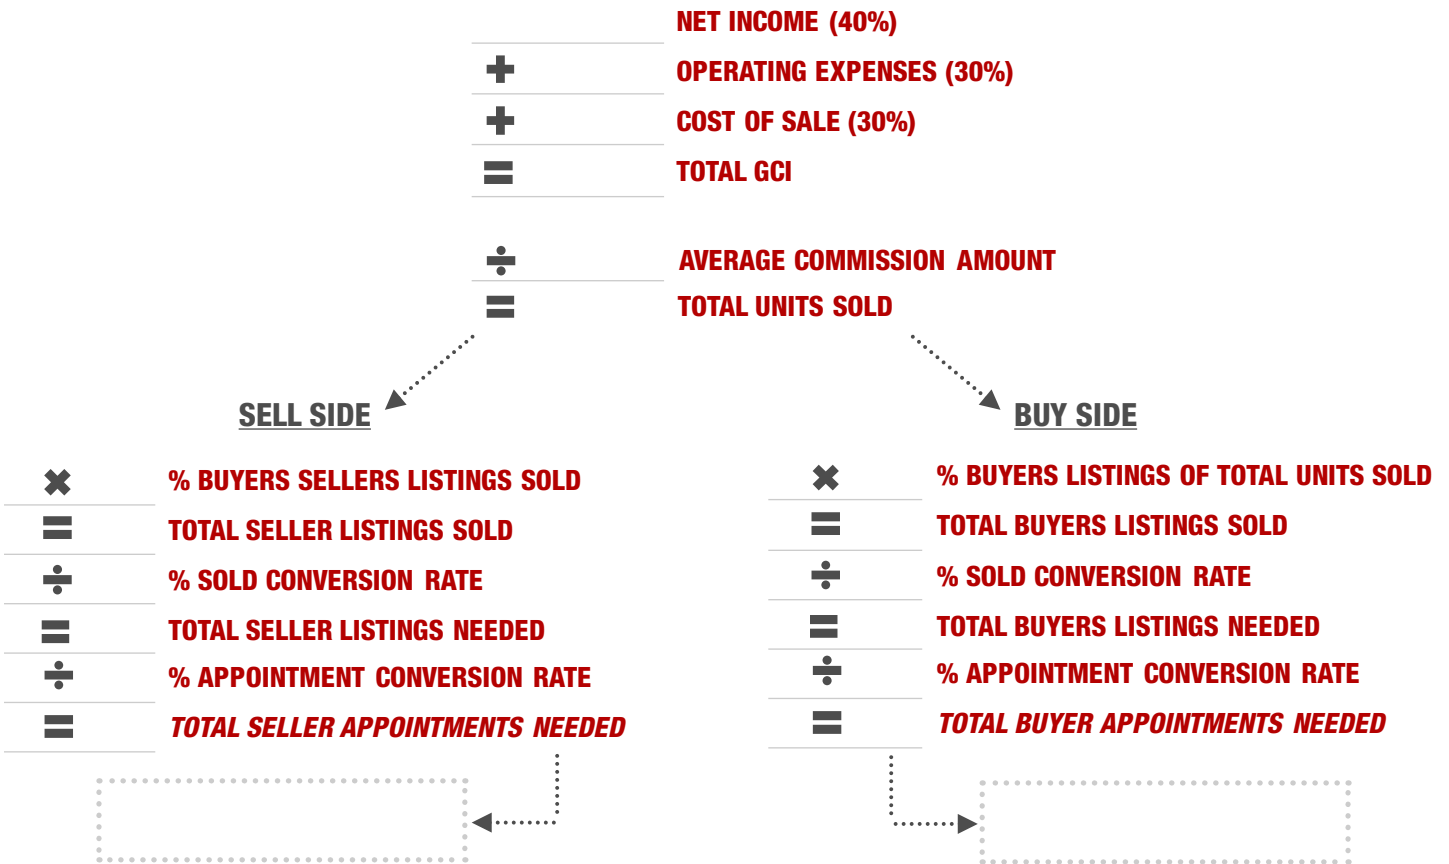 NET INCOME (40%)
+ OPERATING EXPENSES (30%)
+ COST OF SALE (30%)
= TOTAL GCI
÷ AVERAGE COMMISSION AMOUNT
= TOTAL UNITS SOLD
SELL SIDE
✖ % BUYERS SELLERS LISTINGS SOLD
= TOTAL SELLER LISTINGS SOLD
÷ % SOLD CONVERSION RATE
= TOTAL SELLER LISTINGS NEEDED
÷ % APPOINTMENT CONVERSION RATE
= TOTAL SELLER APPOINTMENTS NEEDED
BUY SIDE
✖ % BUYERS LISTINGS OF TOTAL UNITS SOLD
= TOTAL BUYERS LISTINGS SOLD
÷ % SOLD CONVERSION RATE
= TOTAL BUYERS LISTINGS NEEDED
÷ % APPOINTMENT CONVERSION RATE
= TOTAL BUYER APPOINTMENTS NEEDED